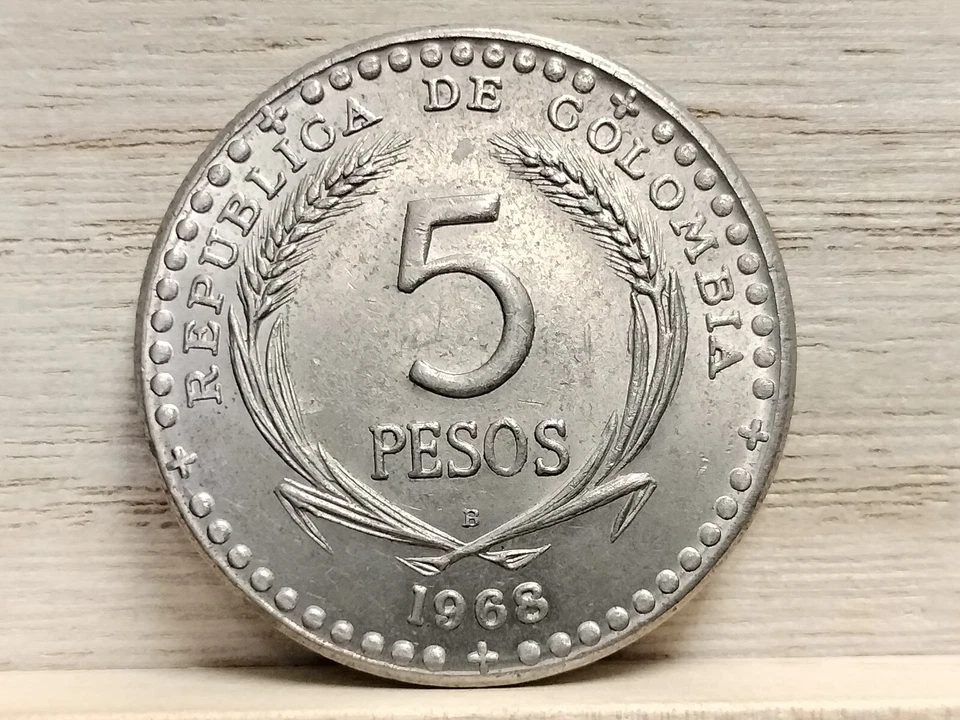 REPUBLICA DE COLOMBIA
5
PESOS
B
1968